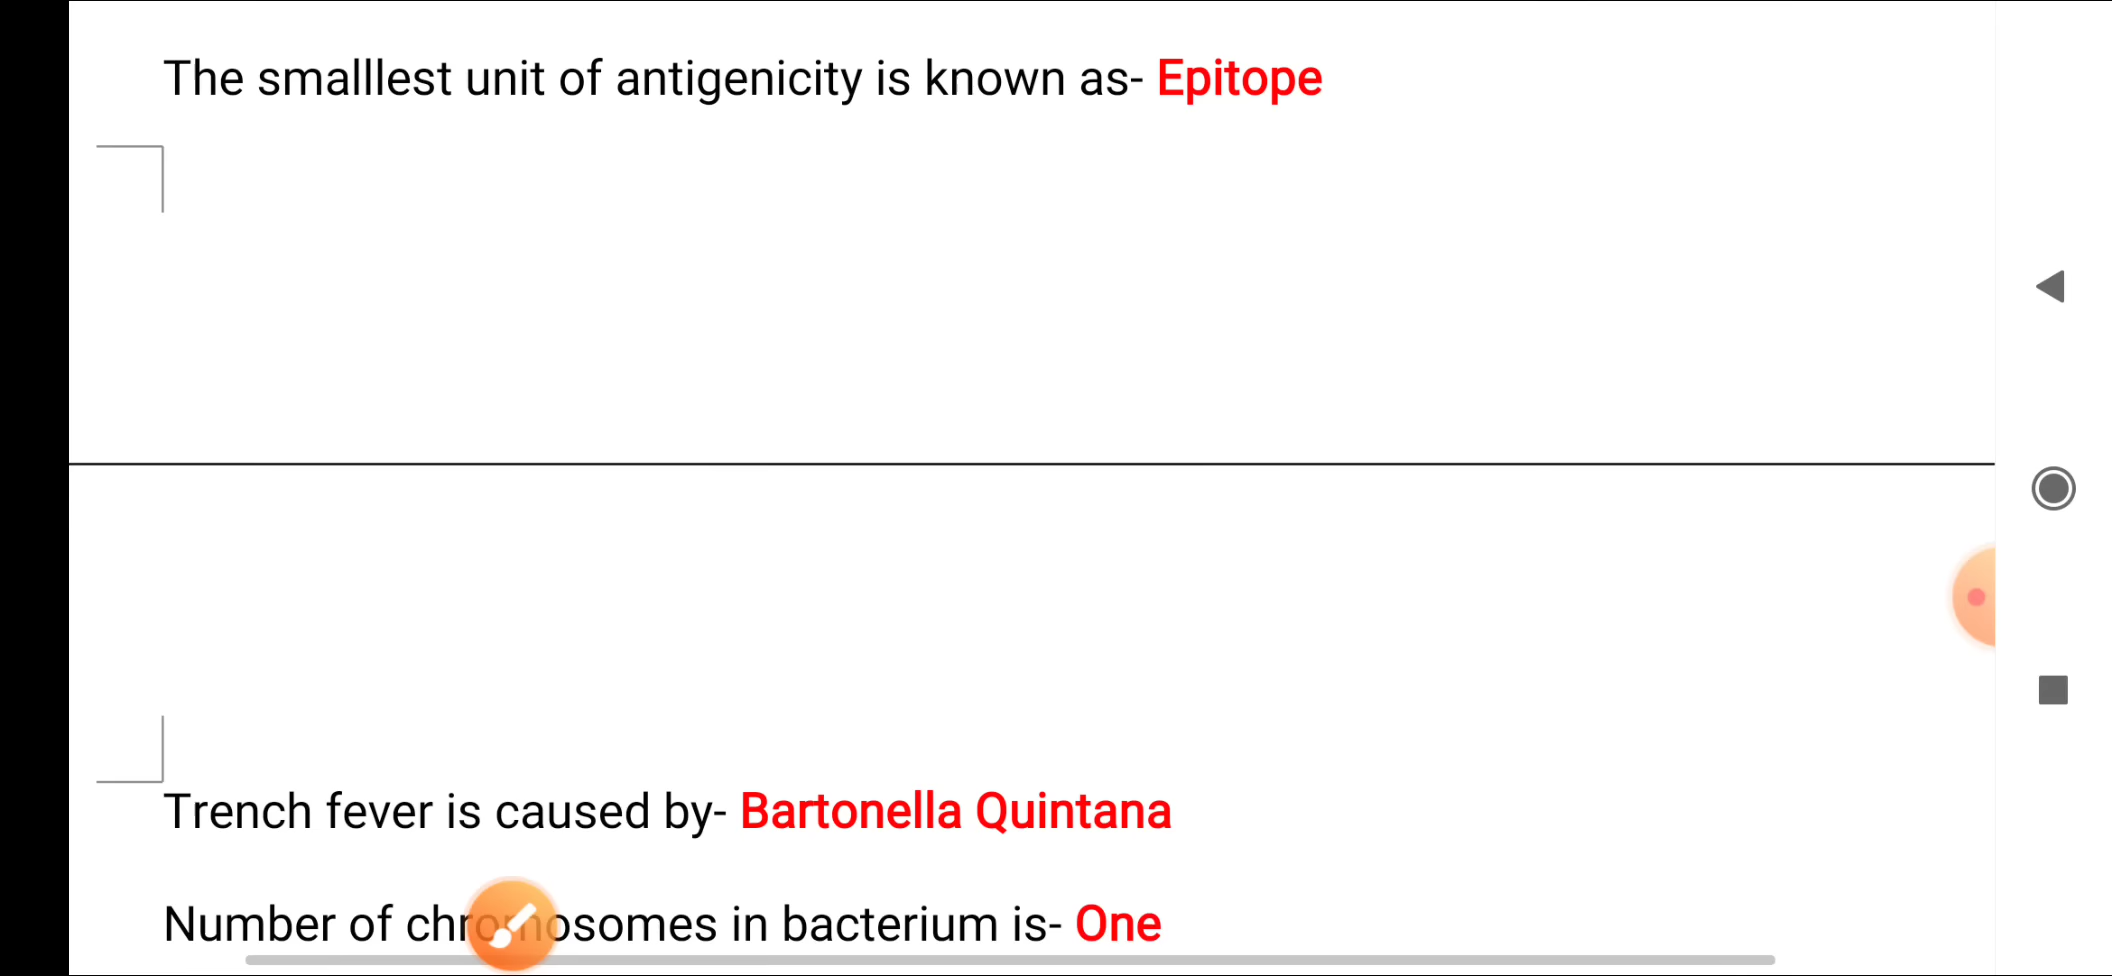 The smalllest unit of antigenicity is known as- Epitope
Trench fever is caused by- Bartonella Quintana
Number of chromosomes in bacterium is- One